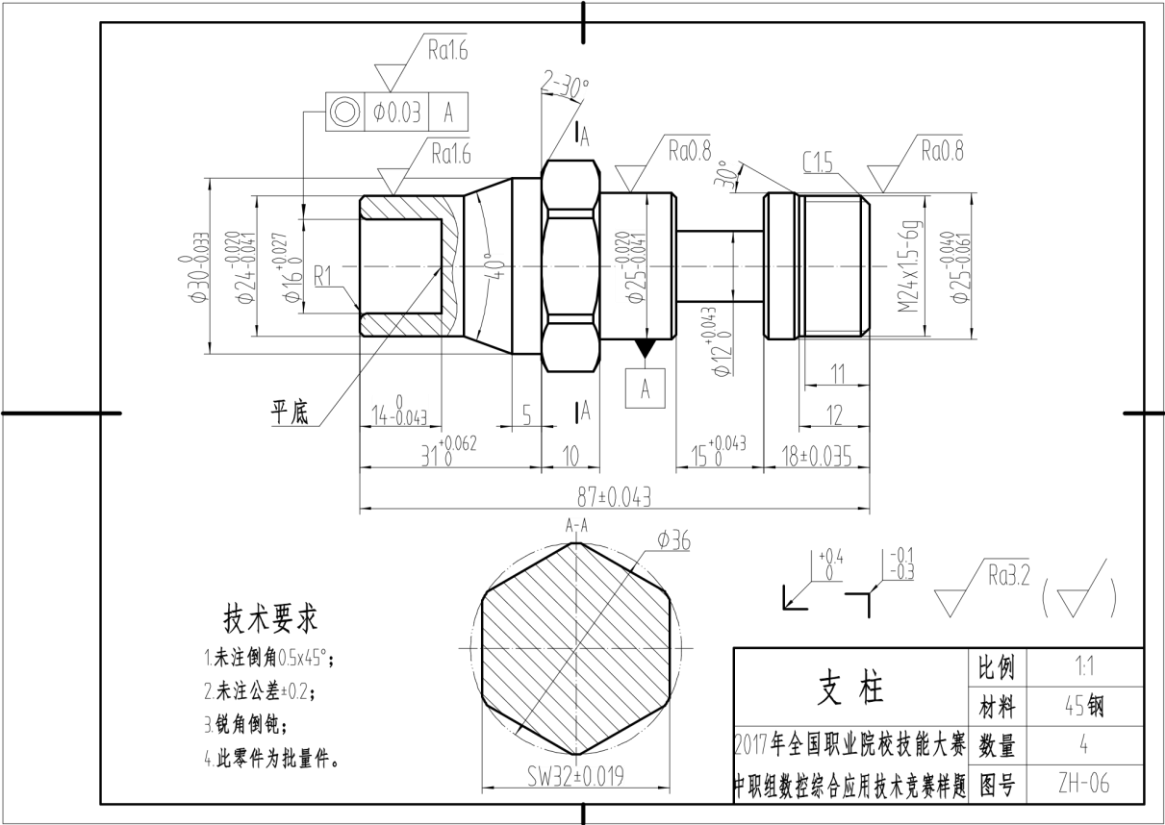 Ra1.6
◎ ϕ0.03 A
Ra1.6
2-30°
A
Ra0.8
30°
C1.5
Ra0.8
ϕ30 0 -0.033
ϕ24 -0.020 -0.041
ϕ16 +0.027 0
R1
40°
ϕ25 -0.020 -0.041
ϕ12 +0.043 0
M24x1.5-6g
ϕ25 -0.040 -0.061
A
平底
14 0 -0.043
5
A
11
12
31 +0.062 0
10
15 +0.043 0
18±0.035
87±0.043
A-A
ϕ36
SW32±0.019
+0.4 0
-0.1 -0.3
Ra3.2 ( )
技术要求
1.未注倒角0.5x45°;
2.未注公差±0.2;
3.锐角倒钝;
4.此零件为批量件。
支柱
比例 1:1
材料 45钢
2017年全国职业院校技能大赛
中职组数控综合应用技术竞赛样题
数量 4
图号 ZH-06